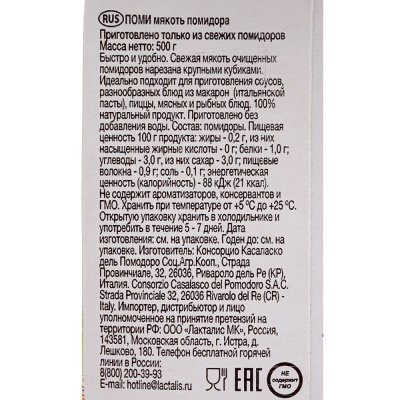 RUS ПОМИ мякоть помидора
Приготовлено только из свежих помидоров
Масса нетто: 500 г
Быстро и удобно. Свежая мякоть очищенных
помидоров нарезана крупными кубиками.
Идеально подходит для приготовления соусов,
разнообразных блюд из макарон (итальянской
пасты), пиццы, мясных и рыбных блюд. 100%
натуральный продукт. Приготовлено без
добавления воды. Состав: помидоры. Пищевая
ценность 100 г продукта: жиры - 0,2 г, из них
насыщенные жирные кислоты - 0г; белки - 1,0 г;
углеводы - 3,0 г, из них сахар - 3,0 г; пищевые
волокна - 0,9 г; соль - 0,1 г; энергетическая
ценность (калорийность) - 88 кДж (21 ккал).
Не содержит ароматизаторов, консервантов и
ГМО. Хранить при температуре от +5 °C до +25 °C.
Открытую упаковку хранить в холодильнике и
употребить в течение 5 - 7 дней. Дата
изготовления: см. на упаковке. Годен до: см. на
упаковке. Изготовитель: Консорцио Касаласко
дель Помодоро Соц.Агр.Кооп., Страда
Провинчиале, 32, 26036, Ривароло дель Ре (КР),
Италия. Consorzio Casalasco del Pomodoro S.A.C.
Strada Provinciale 32, 26036 Rivarolo del Re (CR) -
Italy. Импортер, дистрибьютор и лицо
уполномоченное на принятие претензий на
территории РФ: ООО "Лакталис МК", Россия,
143581, Московская область, г. Истра, д.
Лешково, 180. Телефон бесплатной горячей
линии в России:
8(800) 200-39-93
E-mail: hotline@lactalis.ru
EAC
НЕ
СОДЕРЖИТ
ГМО